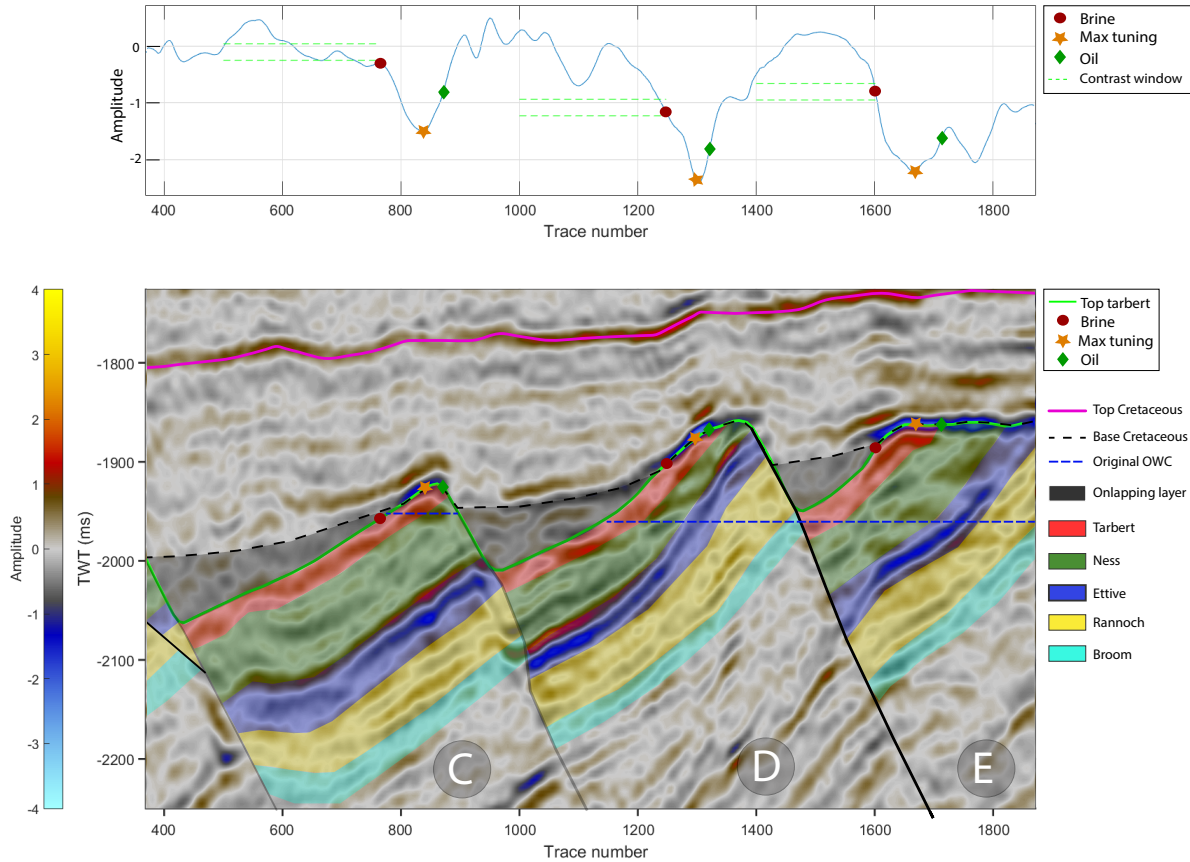 0
-1
-2
Amplitude
400
600
800
1000
1200
1400
1600
1800
Trace number
Brine
Max tuning
Oil
Contrast window
4
3
2
1
0
-1
-2
-3
-4
Amplitude
TWT (ms)
-1800
-1900
-2000
-2100
-2200
C
D
E
400
600
800
1000
1200
1400
1600
1800
Trace number
Top tarbert
Brine
Max tuning
Oil
Top Cretaceous
Base Cretaceous
Original OWC
Onlapping layer
Tarbert
Ness
Ettive
Rannoch
Broom